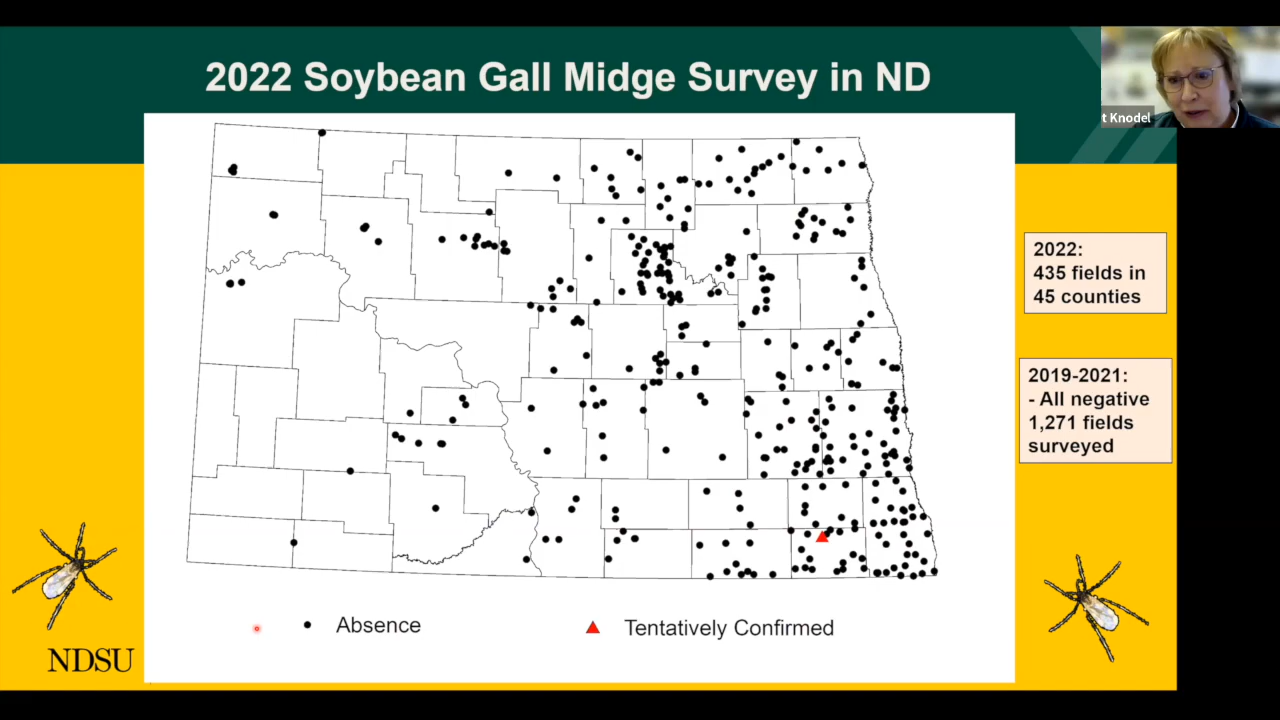 2022 Soybean Gall Midge Survey in ND
t Knodel
2022:
435 fields in
45 counties
2019-2021:
- All negative
1,271 fields
surveyed
Absence
Tentatively Confirmed
NDSU